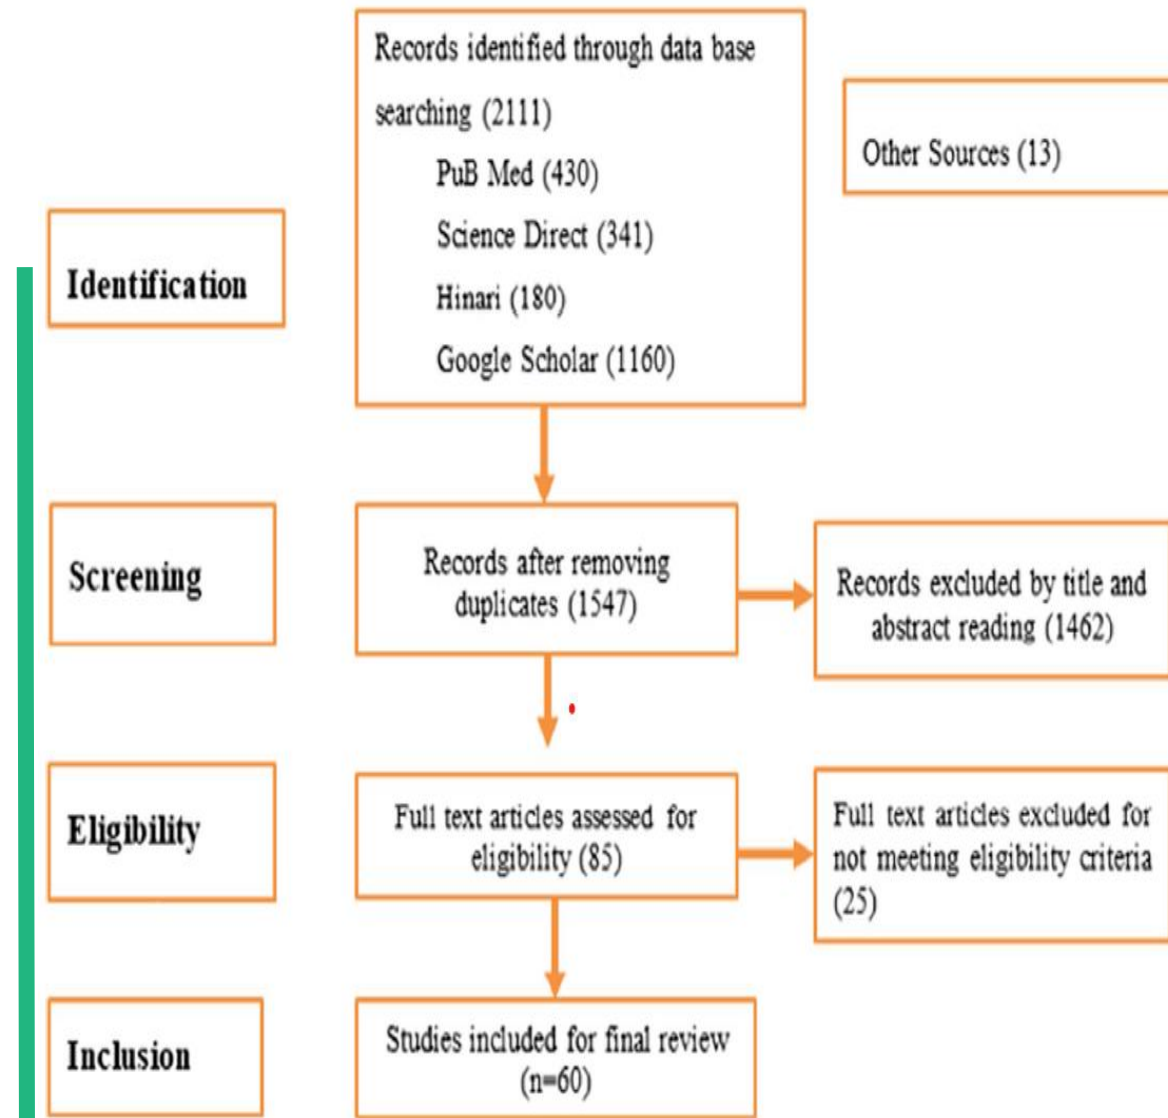 Records identified through data base
searching (2111)
PuB Med (430)
Science Direct (341)
Hinari (180)
Google Scholar (1160)
Other Sources (13)
Identification
Screening
Records after removing
duplicates (1547)
Records excluded by title and
abstract reading (1462)
Eligibility
Full text articles assessed for
eligibility (85)
Full text articles excluded for
not meeting eligibility criteria
(25)
Inclusion
Studies included for final review
(n=60)